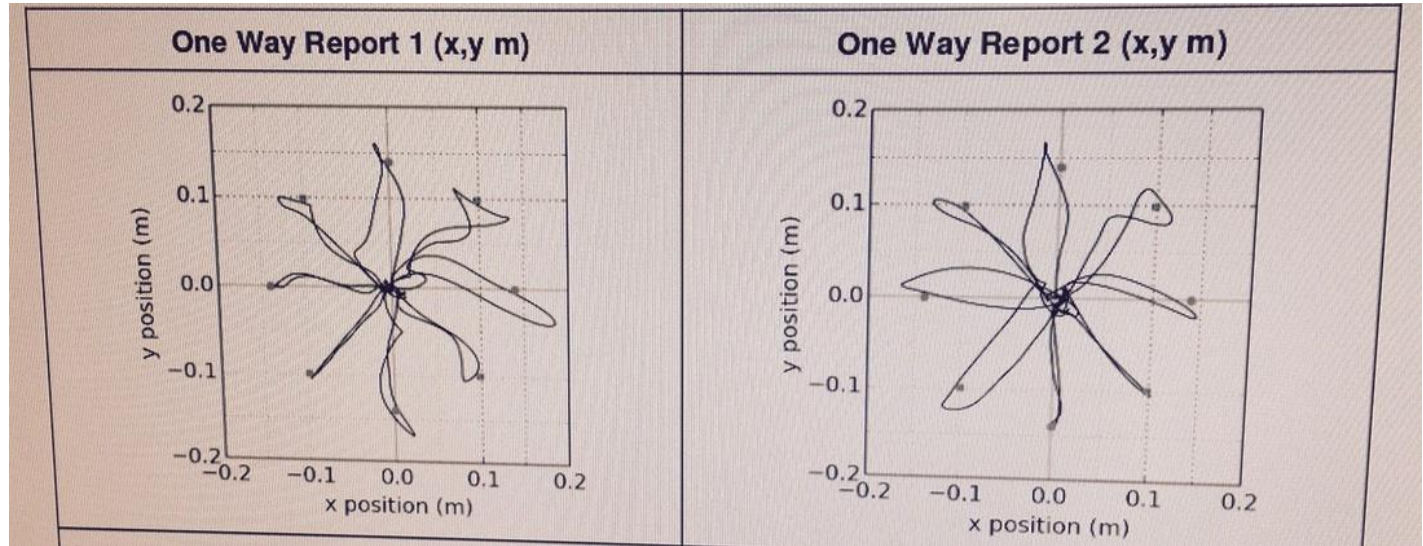 One Way Report 1 (x,y m)
One Way Report 2 (x,y m)
0.2
0.1
0.0
−0.1
−0.2
y position (m)
−0.2 −0.1 0.0 0.1 0.2
x position (m)
0.2
0.1
0.0
−0.1
−0.2
y position (m)
−0.2 −0.1 0.0 0.1 0.2
x position (m)